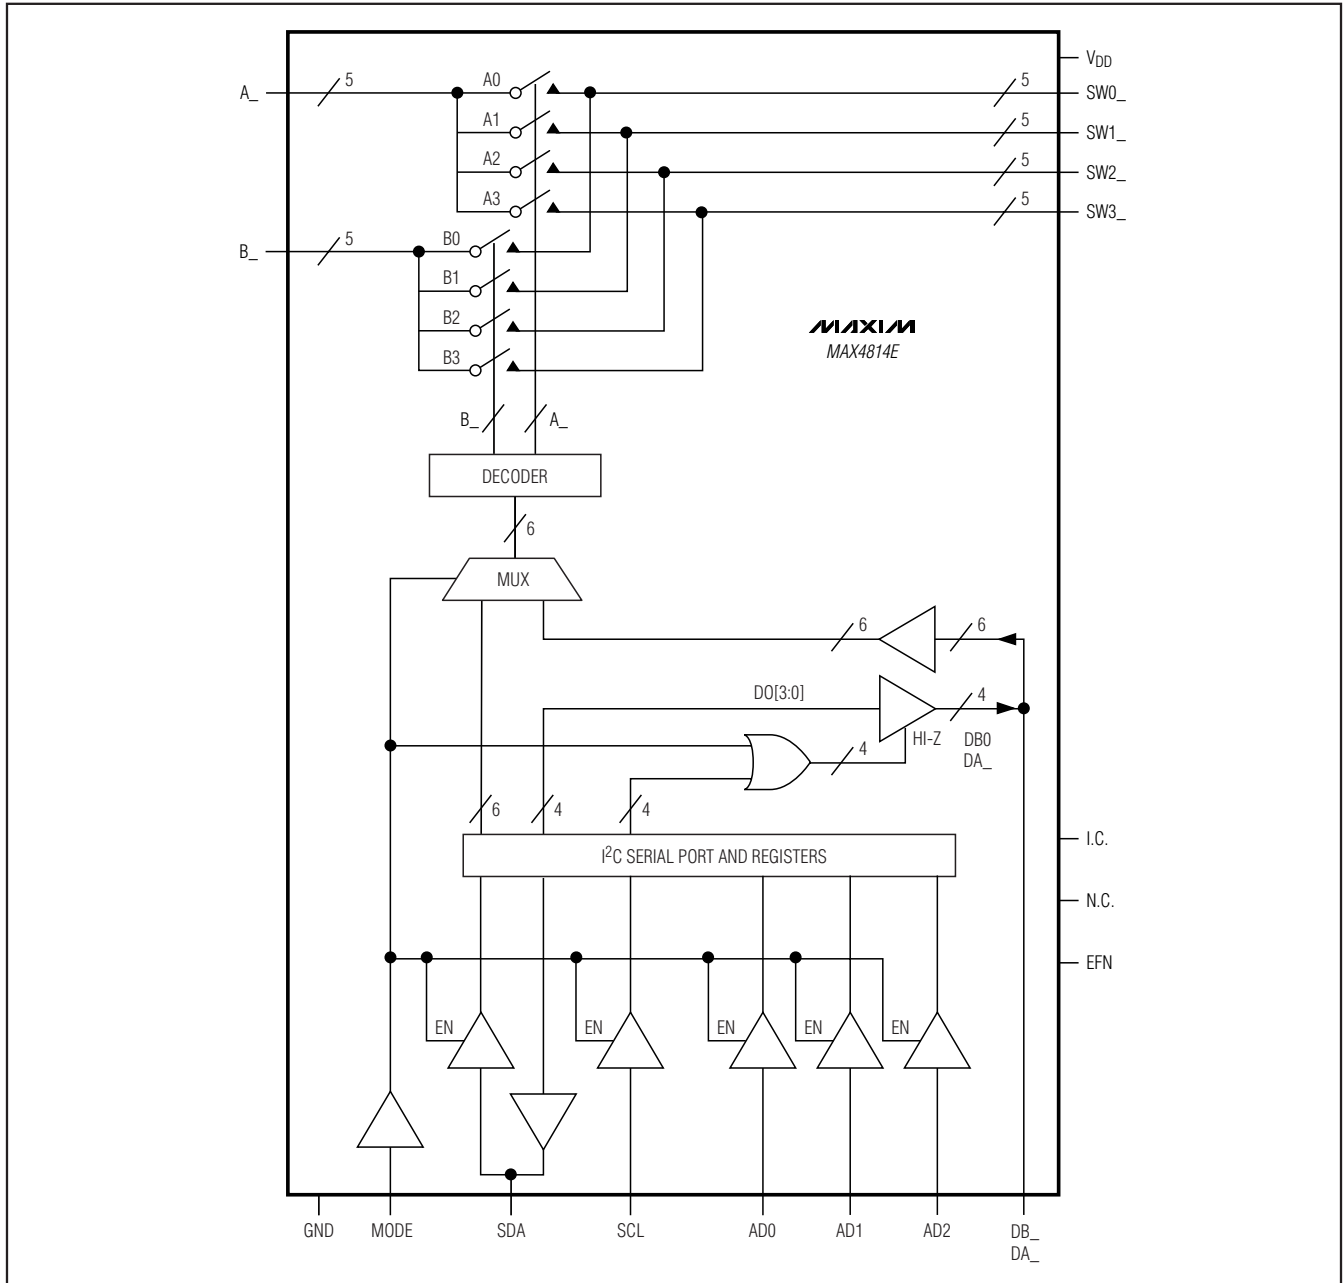 VDD
A_ 5 A0 5 SW0_
A1 5 SW1_
A2 5 SW2_
A3 5 SW3_
B_ 5 B0
B1
B2
B3
MAXIM
MAX4814E
B_ A_
DECODER
6
MUX
6 6
DO[3:0] 4
HI-Z DB0
DA_
4
6 4 4
I²C SERIAL PORT AND REGISTERS
I.C.
N.C.
EFN
EN EN EN EN EN
GND MODE SDA SCL AD0 AD1 AD2 DB_
DA_